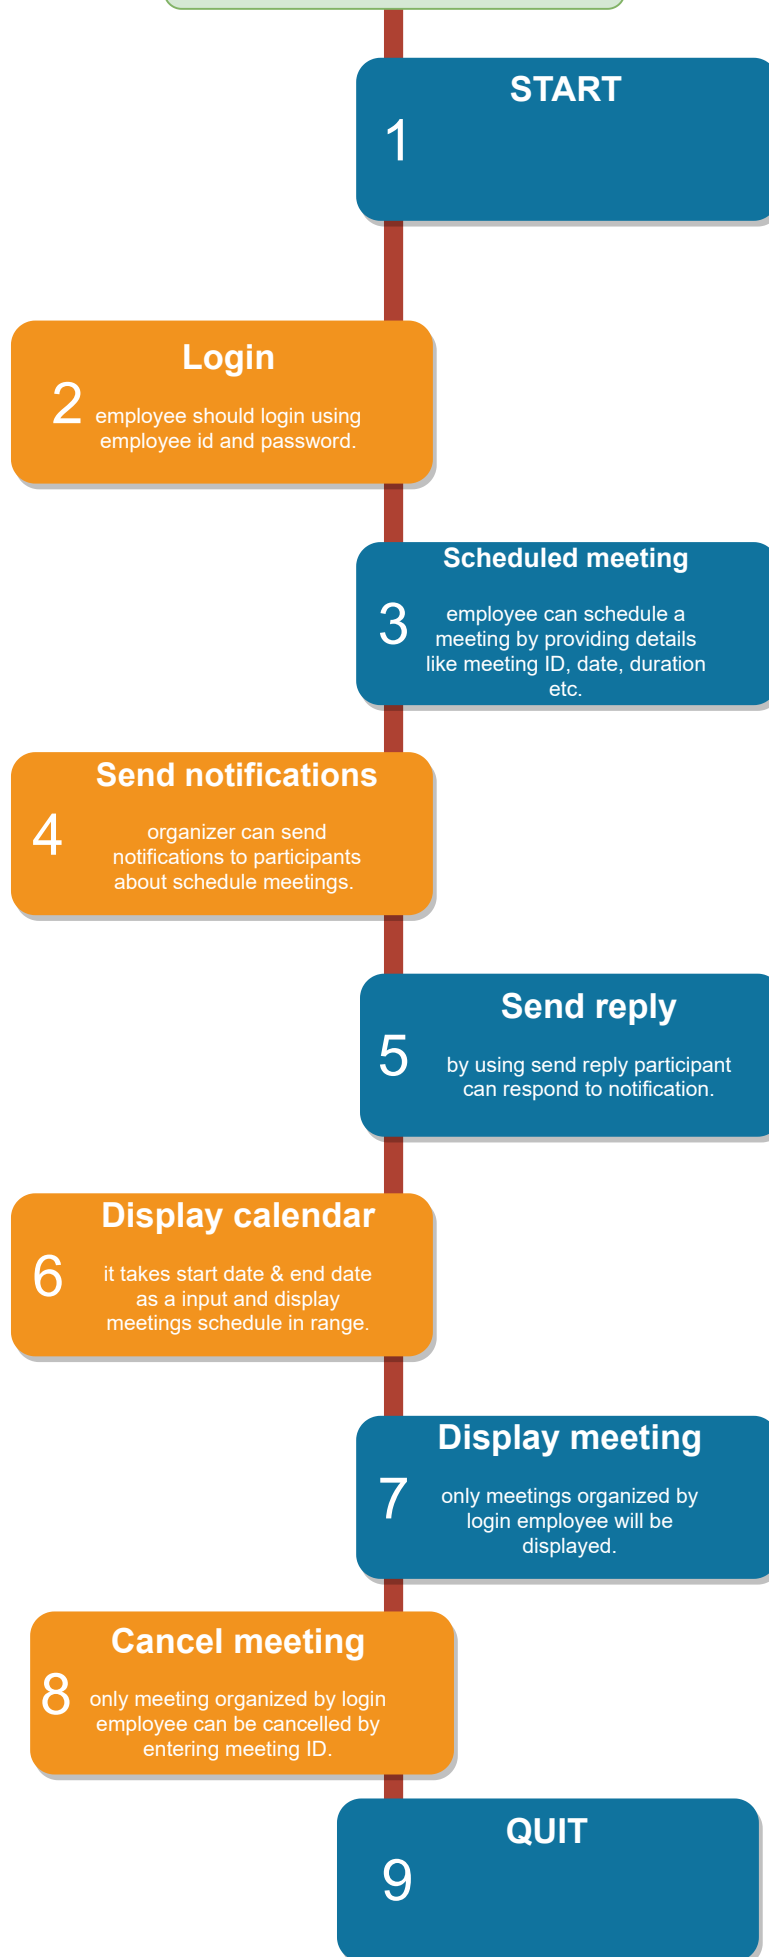 START
1
Login
2
employee should login using
employee id and password.
Scheduled meeting
3
employee can schedule a
meeting by providing details
like meeting ID, date, duration
etc.
Send notifications
4
organizer can send
notifications to participants
about schedule meetings.
Send reply
5
by using send reply participant
can respond to notification.
Display calendar
6
it takes start date & end date
as a input and display
meetings schedule in range.
Display meeting
7
only meetings organized by
login employee will be
displayed.
Cancel meeting
8
only meeting organized by login
employee can be cancelled by
entering meeting ID.
QUIT
9